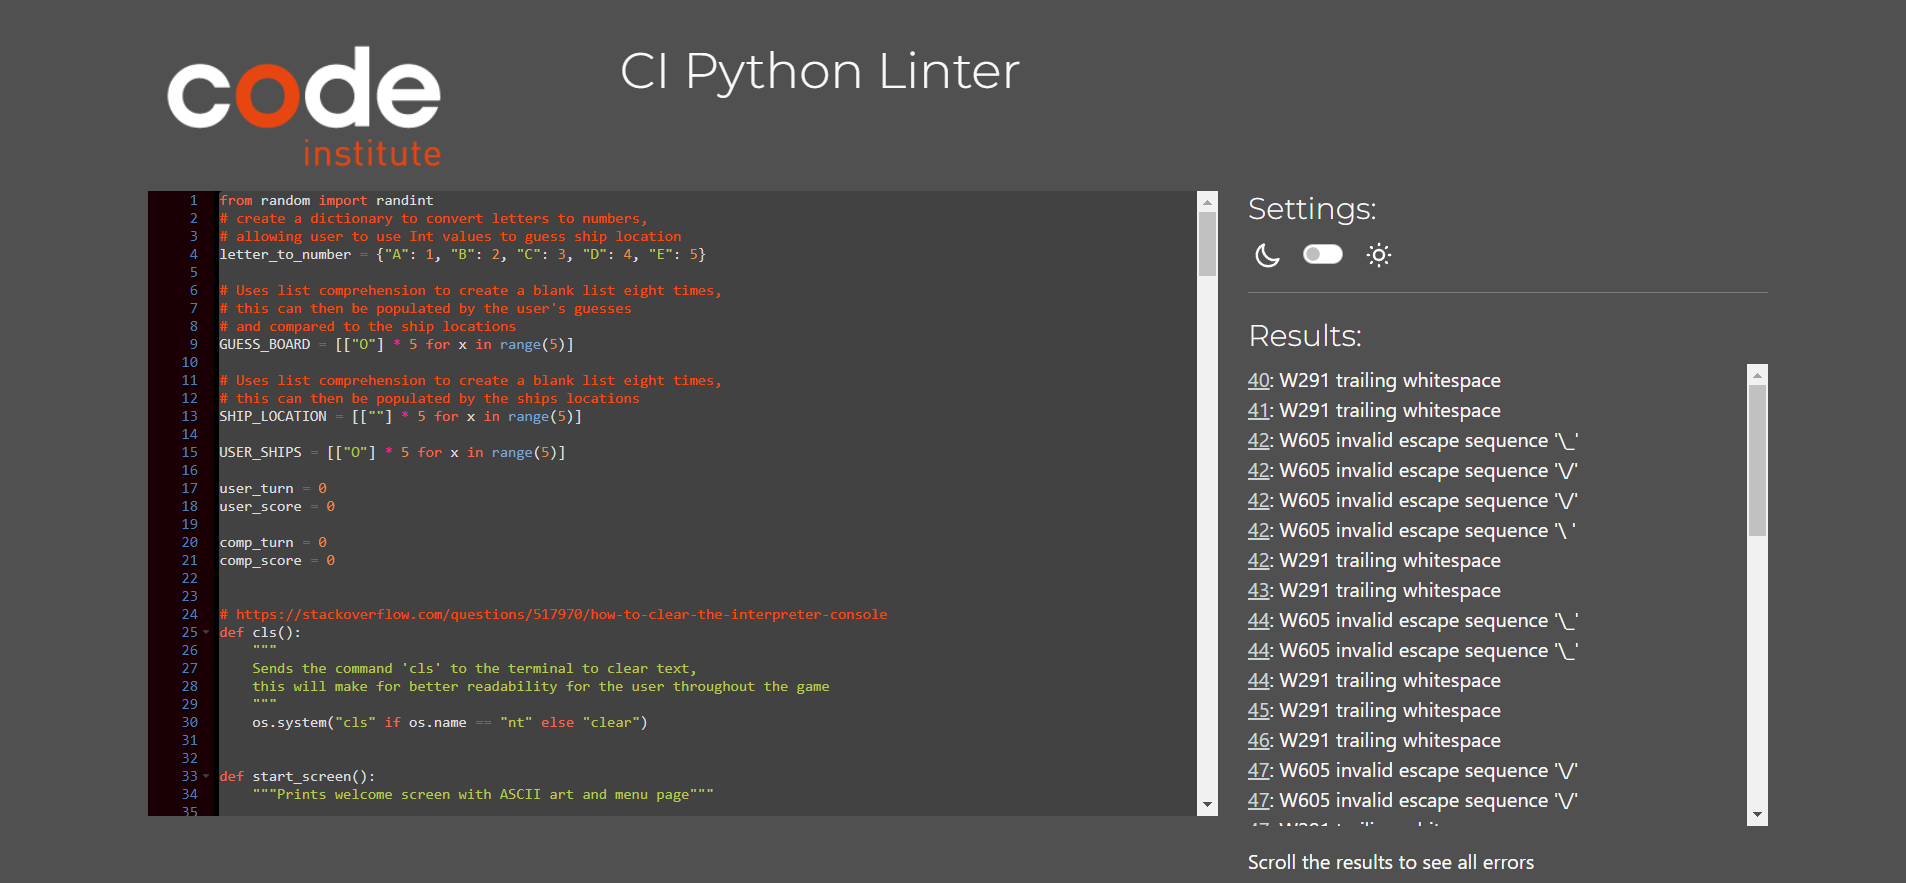 code
institute
CI Python Linter
1 from random import randint
2 # create a dictionary to convert letters to numbers,
3 # allowing user to use Int values to guess ship location
4 letter_to_number = {"A": 1, "B": 2, "C": 3, "D": 4, "E": 5}
5
6 # Uses list comprehension to create a blank list eight times,
7 # this can then be populated by the user's guesses
8 # and compared to the ship locations
9 GUESS_BOARD = [["O"] * 5 for x in range(5)]
10
11 # Uses list comprehension to create a blank list eight times,
12 # this can then be populated by the ships locations
13 SHIP_LOCATION = [[""] * 5 for x in range(5)]
14
15 USER_SHIPS = [["O"] * 5 for x in range(5)]
16
17 user_turn = 0
18 user_score = 0
19
20 comp_turn = 0
21 comp_score = 0
22
23
24 # https://stackoverflow.com/questions/517970/how-to-clear-the-interpreter-console
25 def cls():
26 """
27 Sends the command 'cls' to the terminal to clear text,
28 this will make for better readability for the user throughout the game
29 """
30 os.system("cls" if os.name == "nt" else "clear")
31
32
33 def start_screen():
34 """Prints welcome screen with ASCII art and menu page"""
35
Settings:
Results:
40: W291 trailing whitespace
41: W291 trailing whitespace
42: W605 invalid escape sequence '\_'
42: W605 invalid escape sequence '\/'
42: W605 invalid escape sequence '\/'
42: W605 invalid escape sequence '\ '
42: W291 trailing whitespace
43: W291 trailing whitespace
44: W605 invalid escape sequence '\_'
44: W605 invalid escape sequence '\_'
44: W291 trailing whitespace
45: W291 trailing whitespace
46: W291 trailing whitespace
47: W605 invalid escape sequence '\/'
47: W605 invalid escape sequence '\/'
47: W291 trailing whitespace
Scroll the results to see all errors